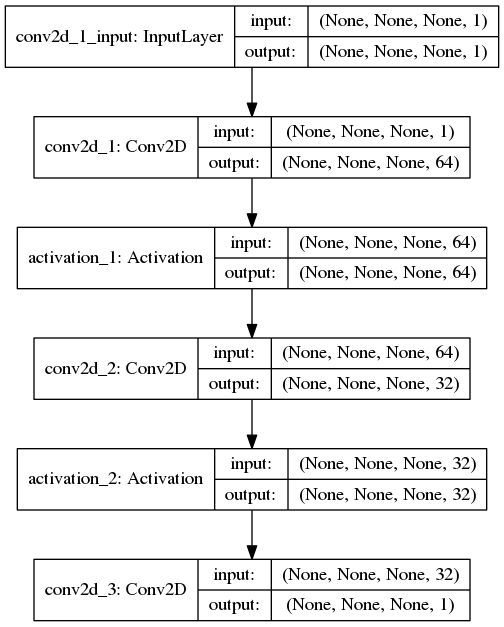 conv2d_1_input: InputLayer
input: (None, None, None, 1)
output: (None, None, None, 1)
conv2d_1: Conv2D
input: (None, None, None, 1)
output: (None, None, None, 64)
activation_1: Activation
input: (None, None, None, 64)
output: (None, None, None, 64)
conv2d_2: Conv2D
input: (None, None, None, 64)
output: (None, None, None, 32)
activation_2: Activation
input: (None, None, None, 32)
output: (None, None, None, 32)
conv2d_3: Conv2D
input: (None, None, None, 32)
output: (None, None, None, 1)